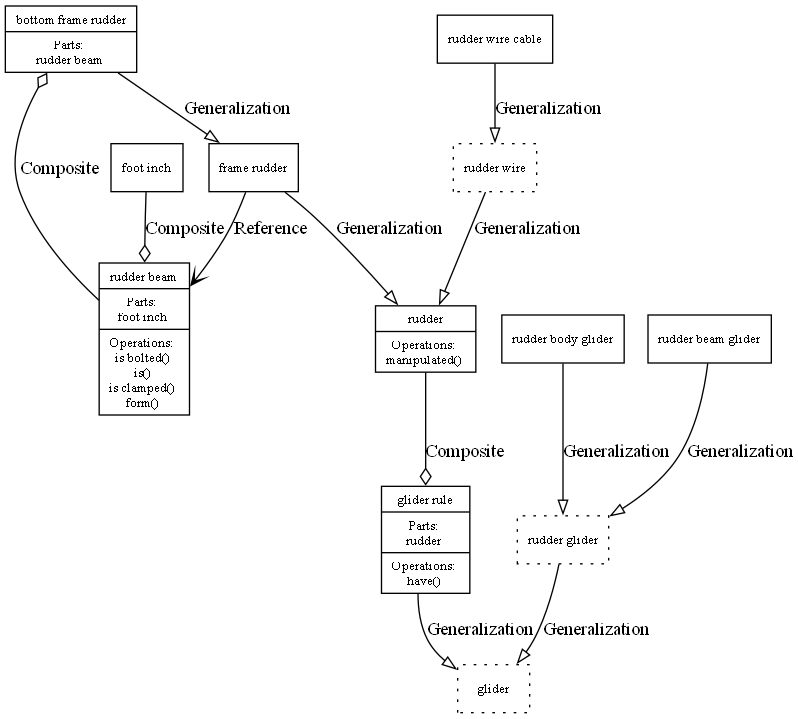 bottom frame rudder
Parts:
rudder beam
rudder wire cable
Generalization
Generalization
Composite
foot inch
frame rudder
rudder wire
Composite
Reference
Generalization
Generalization
rudder beam
Parts:
foot inch
Operations:
is bolted()
is()
is clamped()
form()
rudder
Operations:
manipulated()
rudder body glider
rudder beam glider
Composite
Generalization
Generalization
glider rule
Parts:
rudder
Operations:
have()
rudder glider
Generalization
Generalization
glider